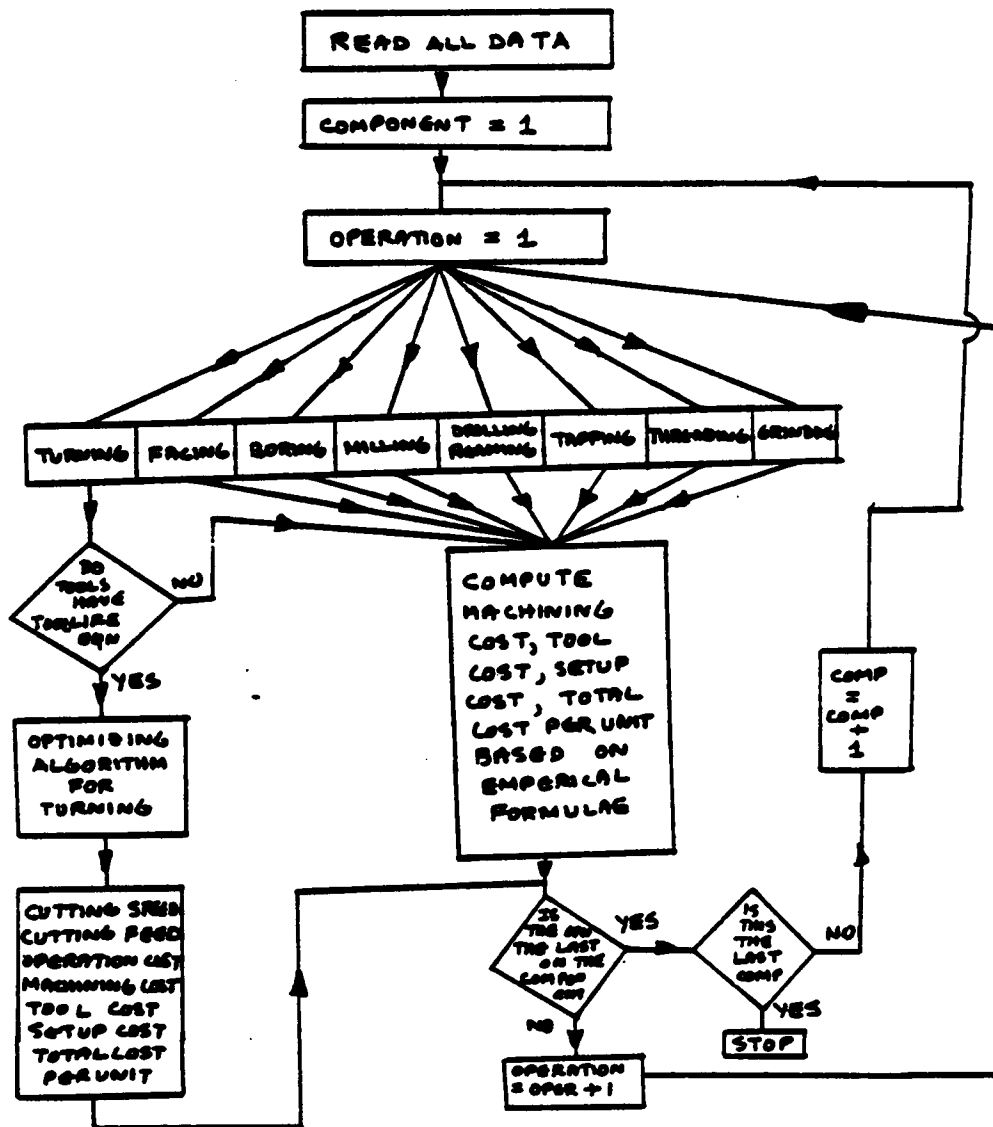 READ ALL DATA
COMPONENT = 1
OPERATION = 1
TURNING
FACING
BORING
MILLING
DRILLING
REAMING
TAPPING
THREADING
GRINDING
DO
TOOLS
HAVE
TOOLLIFE
EQN
NO
YES
OPTIMIZING
ALGORITHM
FOR
TURNING
CUTTING SPEED
CUTTING FEED
OPERATION COST
MACHINING COST
TOOL COST
SETUP COST
TOTAL COST
PER UNIT
COMPUTE
MACHINING
COST, TOOL
COST, SETUP
COST, TOTAL
COST PER UNIT
BASED ON
EMPERICAL
FORMULAE
IS
THE
THE LAST
ON THE
COMPON
ENT
YES
NO
OPERATION
= OPER + 1
IS
THIS
THE
LAST
COMP
NO
YES
STOP
COMP
=
COMP
+
1